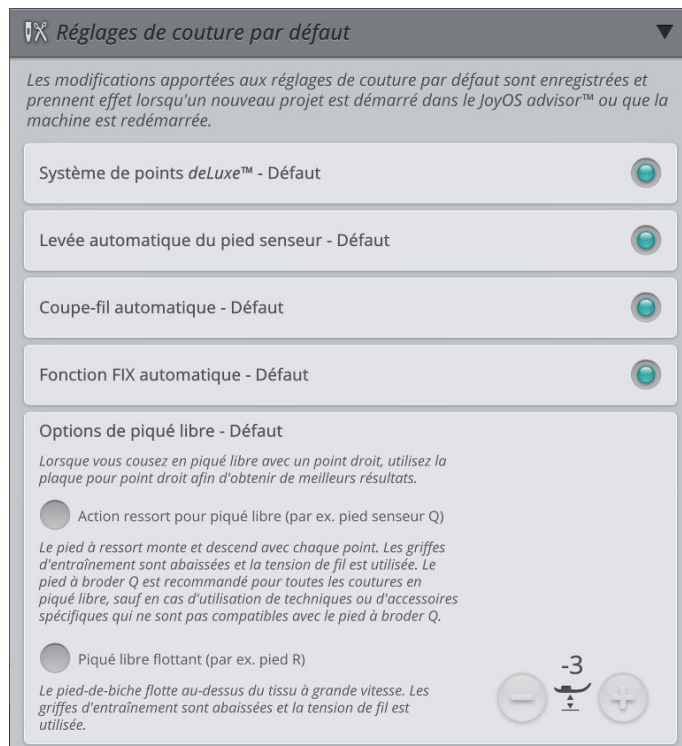 Réglages de couture par défaut
Les modifications apportées aux réglages de couture par défaut sont enregistrées et
prennent effet lorsqu'un nouveau projet est démarré dans le JoyOS advisor™ ou que la
machine est redémarrée.
Système de points deLuxe™ - Défaut
Levée automatique du pied senseur - Défaut
Coupe-fil automatique - Défaut
Fonction FIX automatique - Défaut
Options de piqué libre - Défaut
Lorsque vous cousez en piqué libre avec un point droit, utilisez la
plaque pour point droit afin d'obtenir de meilleurs résultats.
Action ressort pour piqué libre (par ex. pied senseur Q)
Le pied à ressort monte et descend avec chaque point. Les griffes
d'entraînement sont abaissées et la tension de fil est utilisée. Le
pied à broder Q est recommandé pour toutes les coutures en
piqué libre, sauf en cas d'utilisation de techniques ou d'accessoires
spécifiques qui ne sont pas compatibles avec le pied à broder Q.
Piqué libre flottant (par ex. pied R)
-3
Le pied-de-biche flotte au-dessus du tissu à grande vitesse. Les
griffes d'entraînement sont abaissées et la tension de fil est
utilisée.